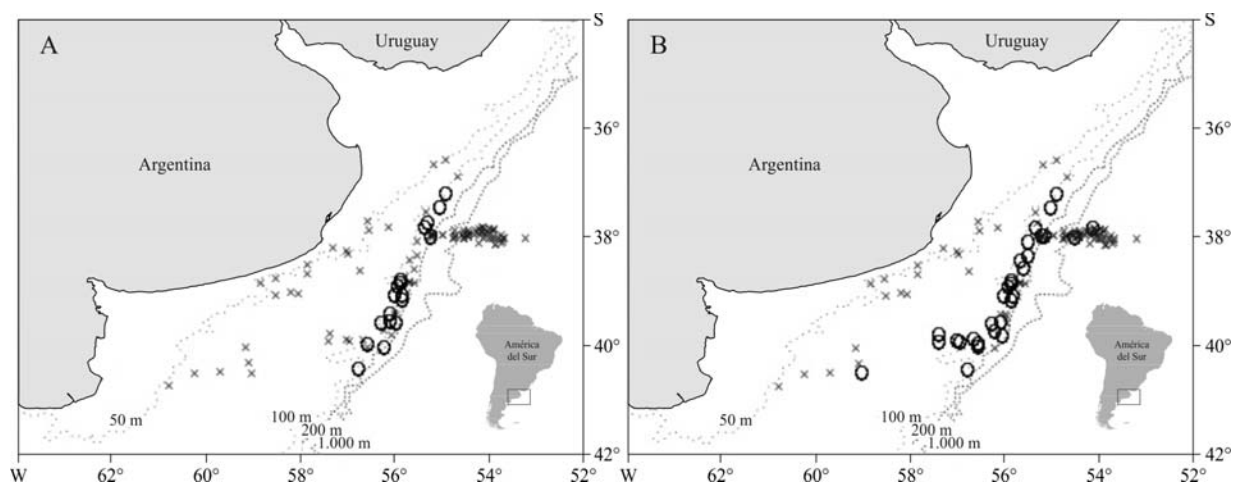 A
Uruguay
Argentina
S
36°
38°
40°
42°
50 m
100 m
200 m
1.000 m
América
del Sur
W
62°
60°
58°
56°
54°
52°
B
Uruguay
Argentina
S
36°
38°
40°
42°
50 m
100 m
200 m
1.000 m
América
del Sur
W
62°
60°
58°
56°
54°
52°